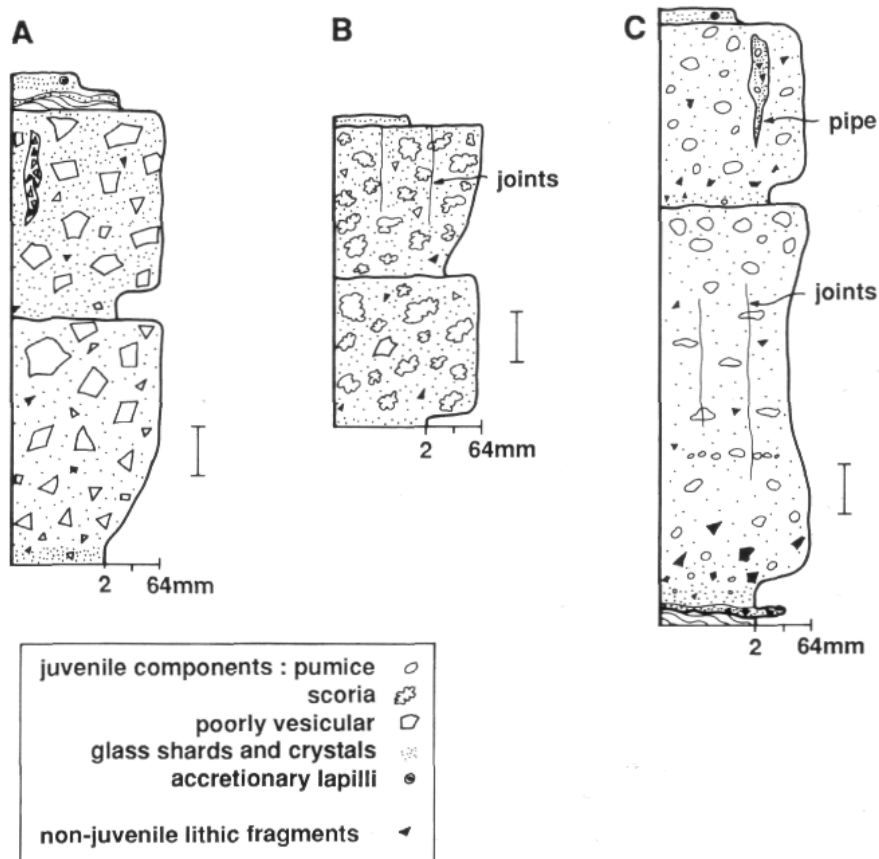 A
B
C
pipe
joints
joints
2 64mm
2 64mm
2 64mm
juvenile components : pumice
scoria
poorly vesicular
glass shards and crystals
accretionary lapilli
non-juvenile lithic fragments